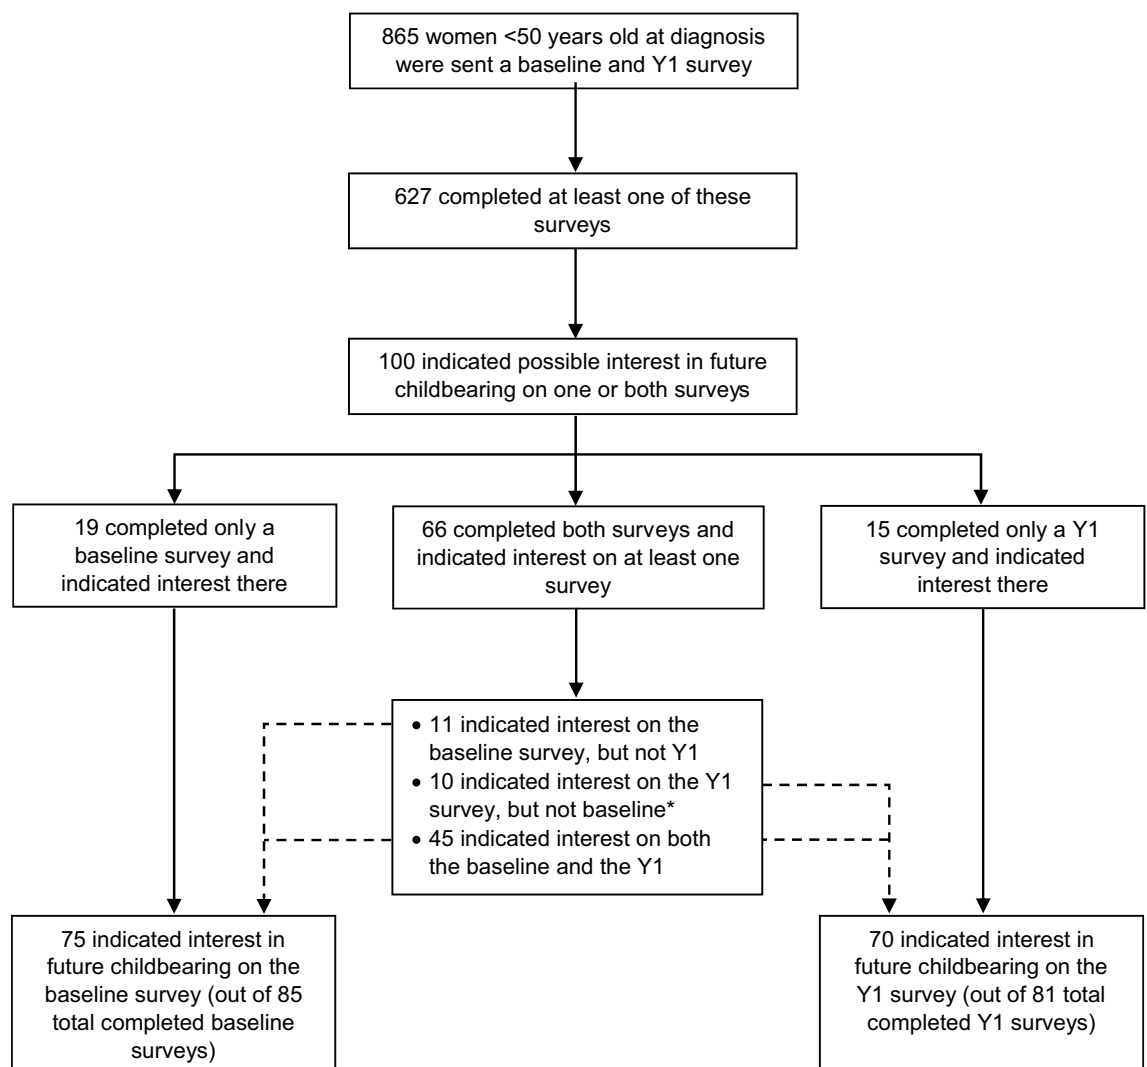 865 women <50 years old at diagnosis
were sent a baseline and Y1 survey
627 completed at least one of these
surveys
100 indicated possible interest in future
childbearing on one or both surveys
19 completed only a
baseline survey and
indicated interest there
66 completed both surveys and
indicated interest on at least one
survey
15 completed only a Y1
survey and indicated
interest there
• 11 indicated interest on the
baseline survey, but not Y1
• 10 indicated interest on the Y1
survey, but not baseline*
• 45 indicated interest on both
the baseline and the Y1
75 indicated interest in
future childbearing on the
baseline survey (out of 85
total completed baseline
surveys)
70 indicated interest in
future childbearing on the
Y1 survey (out of 81 total
completed Y1 surveys)